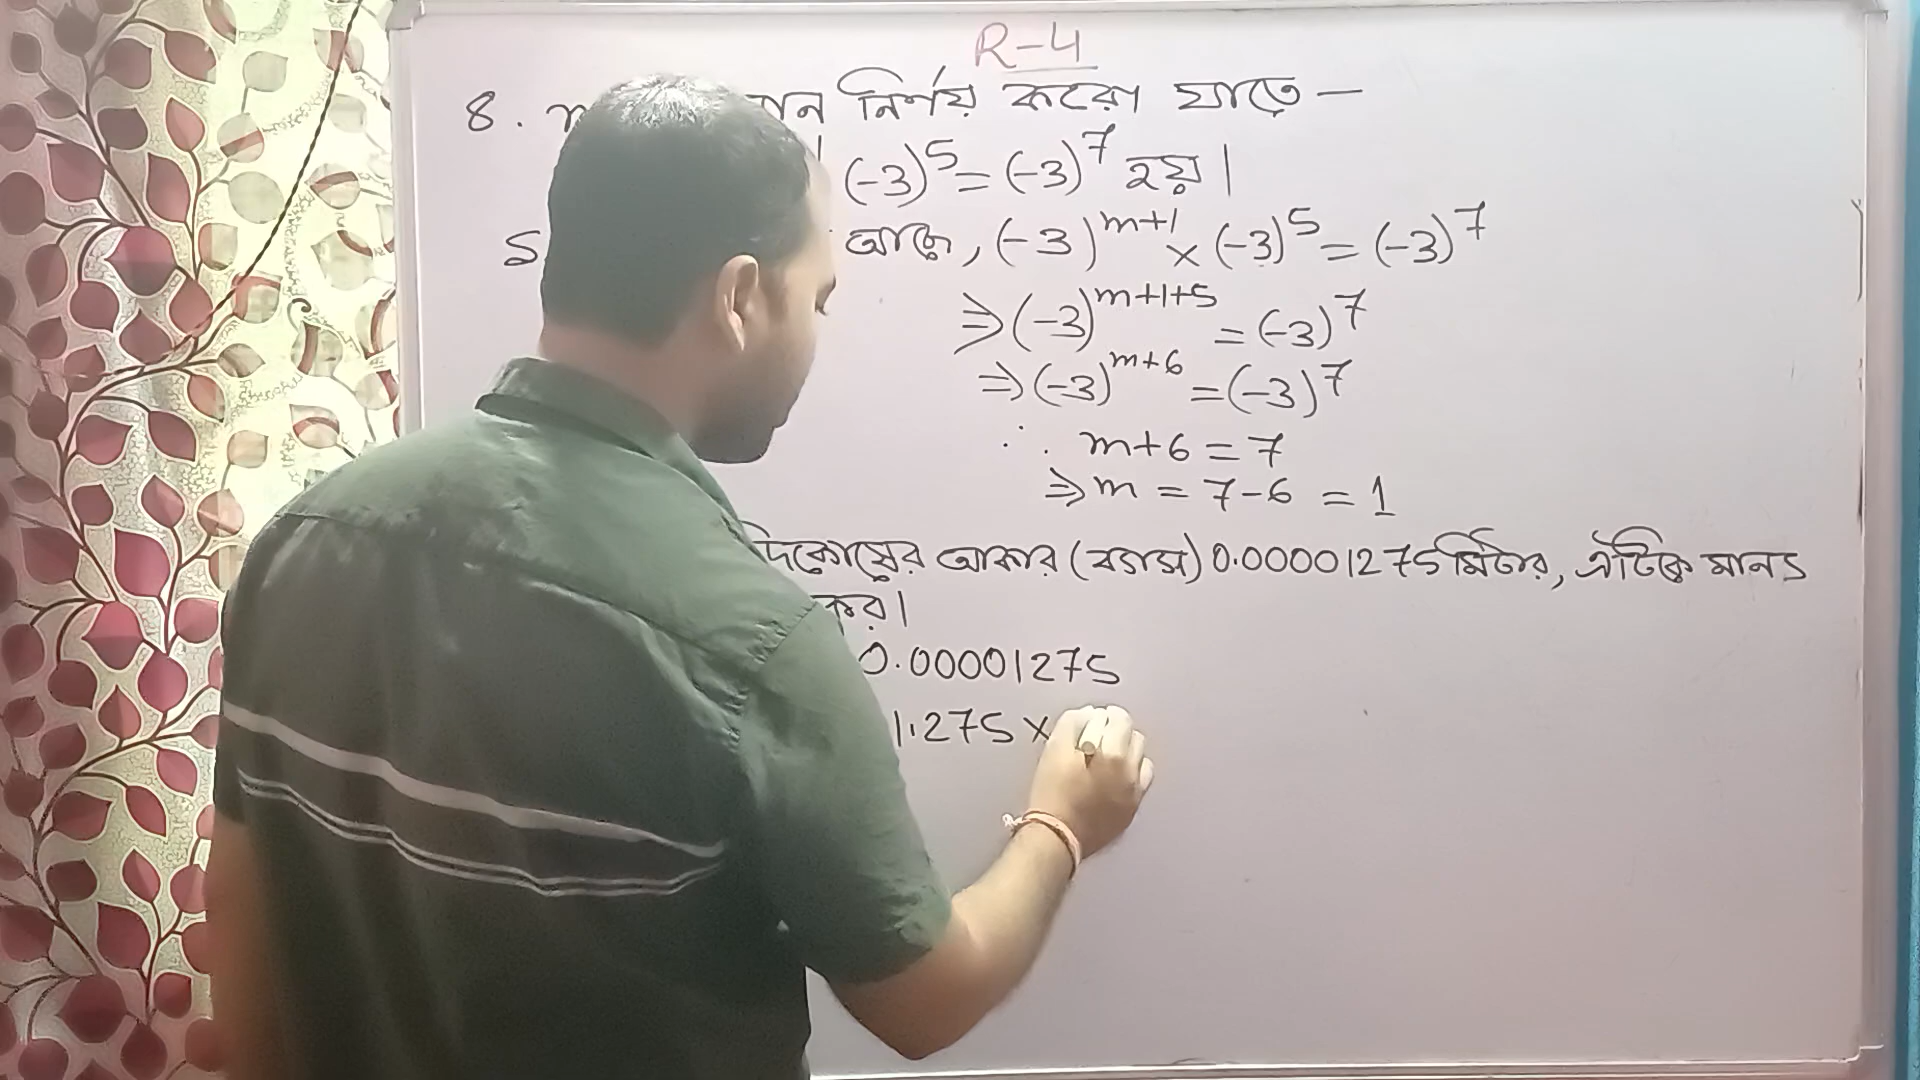 R-4
8. নির্ণয় করো যাতে —
(-3)⁵ = (-3)⁷ হয়।
আছে, (-3)ᵐ⁺¹ × (-3)⁵ = (-3)⁷
⇒ (-3)ᵐ⁺¹⁺⁵ = (-3)⁷
⇒ (-3)ᵐ⁺⁶ = (-3)⁷
∴ m+6 = 7
⇒ m = 7-6 = 1
আকার (ব্যাস) 0.00001275 মিটার, এটিকে
কর।
0.00001275
1.275 ×